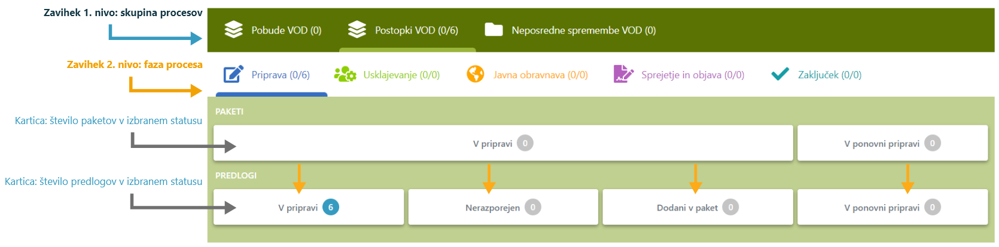 Zavihek 1. nivo: skupina procesov
Pobude VOD (0) Postopki VOD (0/6) Neposredne spremembe VOD (0)
Zavihek 2. nivo: faza procesa
Priprava (0/6) Usklajevanje (0/0) Javna obravnava (0/0) Sprejetje in objava (0/0) Zaključek (0/0)
PAKETI
Kartica: število paketov v izbranem statusu
V pripravi 0 V ponovni pripravi 0
PREDLOGI
Kartica: število predlogov v izbranem statusu
V pripravi 6 Nerazporejen 0 Dodani v paket 0 V ponovni pripravi 0